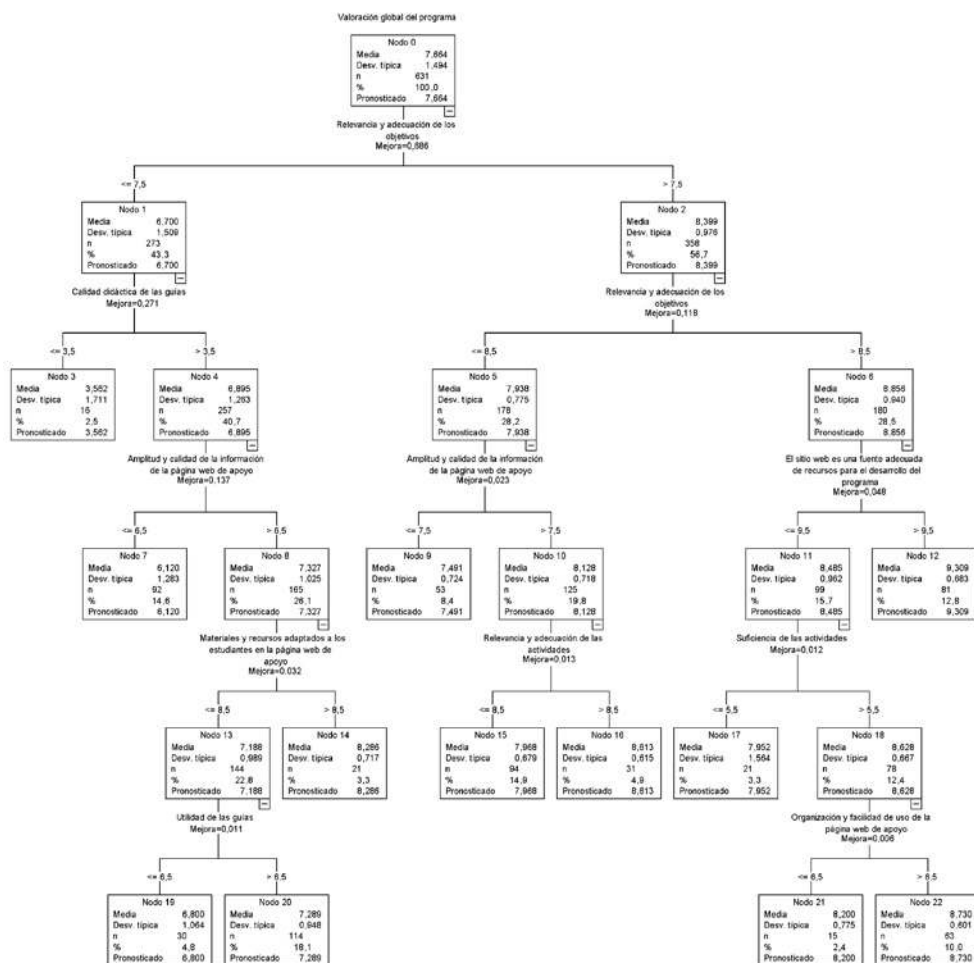 Valoración global del programa
Nodo 0
Media 7,664
Desv. típica 1,494
n 631
% 100,0
Pronosticado 7,664
Relevancia y adecuación de los
objetivos
Mejora=0,686
<= 7,5
> 7,5
Nodo 1
Media 6,700
Desv. típica 1,509
n 273
% 43,3
Pronosticado 6,700
Calidad didáctica de las guías
Mejora=0,271
Nodo 2
Media 8,399
Desv. típica 0,976
n 358
% 56,7
Pronosticado 8,399
Relevancia y adecuación de los
objetivos
Mejora=0,118
<= 3,5
> 3,5
<= 8,5
> 8,5
Nodo 3
Media 3,562
Desv. típica 1,711
n 16
% 2,5
Pronosticado 3,562
Nodo 4
Media 6,895
Desv. típica 1,263
n 257
% 40,7
Pronosticado 6,895
Amplitud y calidad de la información
de la página web de apoyo
Mejora=0,137
Nodo 5
Media 7,938
Desv. típica 0,775
n 178
% 28,2
Pronosticado 7,938
Amplitud y calidad de la información
de la página web de apoyo
Mejora=0,023
Nodo 6
Media 8,856
Desv. típica 0,940
n 180
% 28,5
Pronosticado 8,856
El sitio web es una fuente adecuada
de recursos para el desarrollo del
programa
Mejora=0,048
<= 6,5
> 6,5
<= 7,5
> 7,5
<= 9,5
> 9,5
Nodo 7
Media 6,120
Desv. típica 1,283
n 92
% 14,6
Pronosticado 6,120
Nodo 8
Media 7,327
Desv. típica 1,025
n 165
% 26,1
Pronosticado 7,327
Materiales y recursos adaptados a los
estudiantes en la página web de
apoyo
Mejora=0,032
Nodo 9
Media 7,491
Desv. típica 0,724
n 53
% 8,4
Pronosticado 7,491
Nodo 10
Media 8,128
Desv. típica 0,718
n 125
% 19,8
Pronosticado 8,128
Relevancia y adecuación de las
actividades
Mejora=0,013
Nodo 11
Media 8,485
Desv. típica 0,962
n 99
% 15,7
Pronosticado 8,485
Suficiencia de las actividades
Mejora=0,012
Nodo 12
Media 9,309
Desv. típica 0,683
n 81
% 12,8
Pronosticado 9,309
<= 8,5
> 8,5
<= 8,5
> 8,5
<= 5,5
> 5,5
Nodo 13
Media 7,188
Desv. típica 0,989
n 144
% 22,8
Pronosticado 7,188
Utilidad de las guías
Mejora=0,011
Nodo 14
Media 8,286
Desv. típica 0,717
n 21
% 3,3
Pronosticado 8,286
Nodo 15
Media 7,968
Desv. típica 0,679
n 94
% 14,9
Pronosticado 7,968
Nodo 16
Media 8,613
Desv. típica 0,615
n 31
% 4,9
Pronosticado 8,613
Nodo 17
Media 7,952
Desv. típica 1,564
n 21
% 3,3
Pronosticado 7,952
Nodo 18
Media 8,628
Desv. típica 0,667
n 78
% 12,4
Pronosticado 8,628
Organización y facilidad de uso de la
página web de apoyo
Mejora=0,006
<= 6,5
> 6,5
<= 6,5
> 6,5
Nodo 19
Media 6,800
Desv. típica 1,064
n 30
% 4,8
Pronosticado 6,800
Nodo 20
Media 7,289
Desv. típica 0,948
n 114
% 18,1
Pronosticado 7,289
Nodo 21
Media 8,200
Desv. típica 0,775
n 15
% 2,4
Pronosticado 8,200
Nodo 22
Media 8,730
Desv. típica 0,601
n 63
% 10,0
Pronosticado 8,730